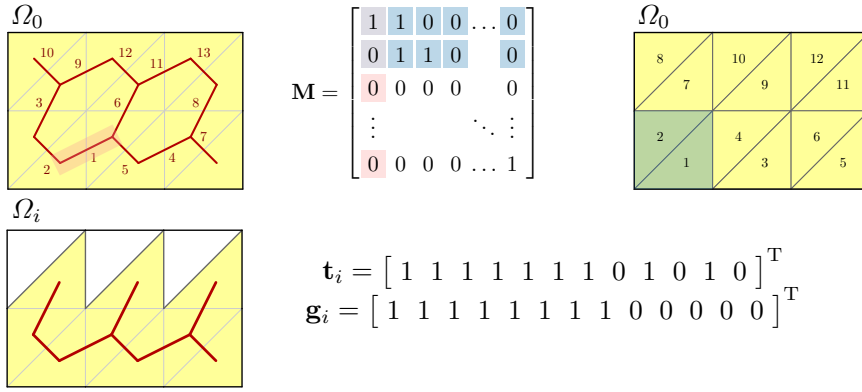 Ω₀
10 9 12 11 13
3 6 8
7
2 1 5 4
M = [ 1 1 0 0 … 0
0 1 1 0 0
0 0 0 0 0
⋮ ⋱ ⋮
0 0 0 0 … 1 ]
Ω₀
8 10 12
7 9 11
2 4 6
1 3 5
Ωᵢ
tᵢ = [ 1 1 1 1 1 1 1 0 1 0 1 0 ]ᵀ
gᵢ = [ 1 1 1 1 1 1 1 1 0 0 0 0 0 ]ᵀ